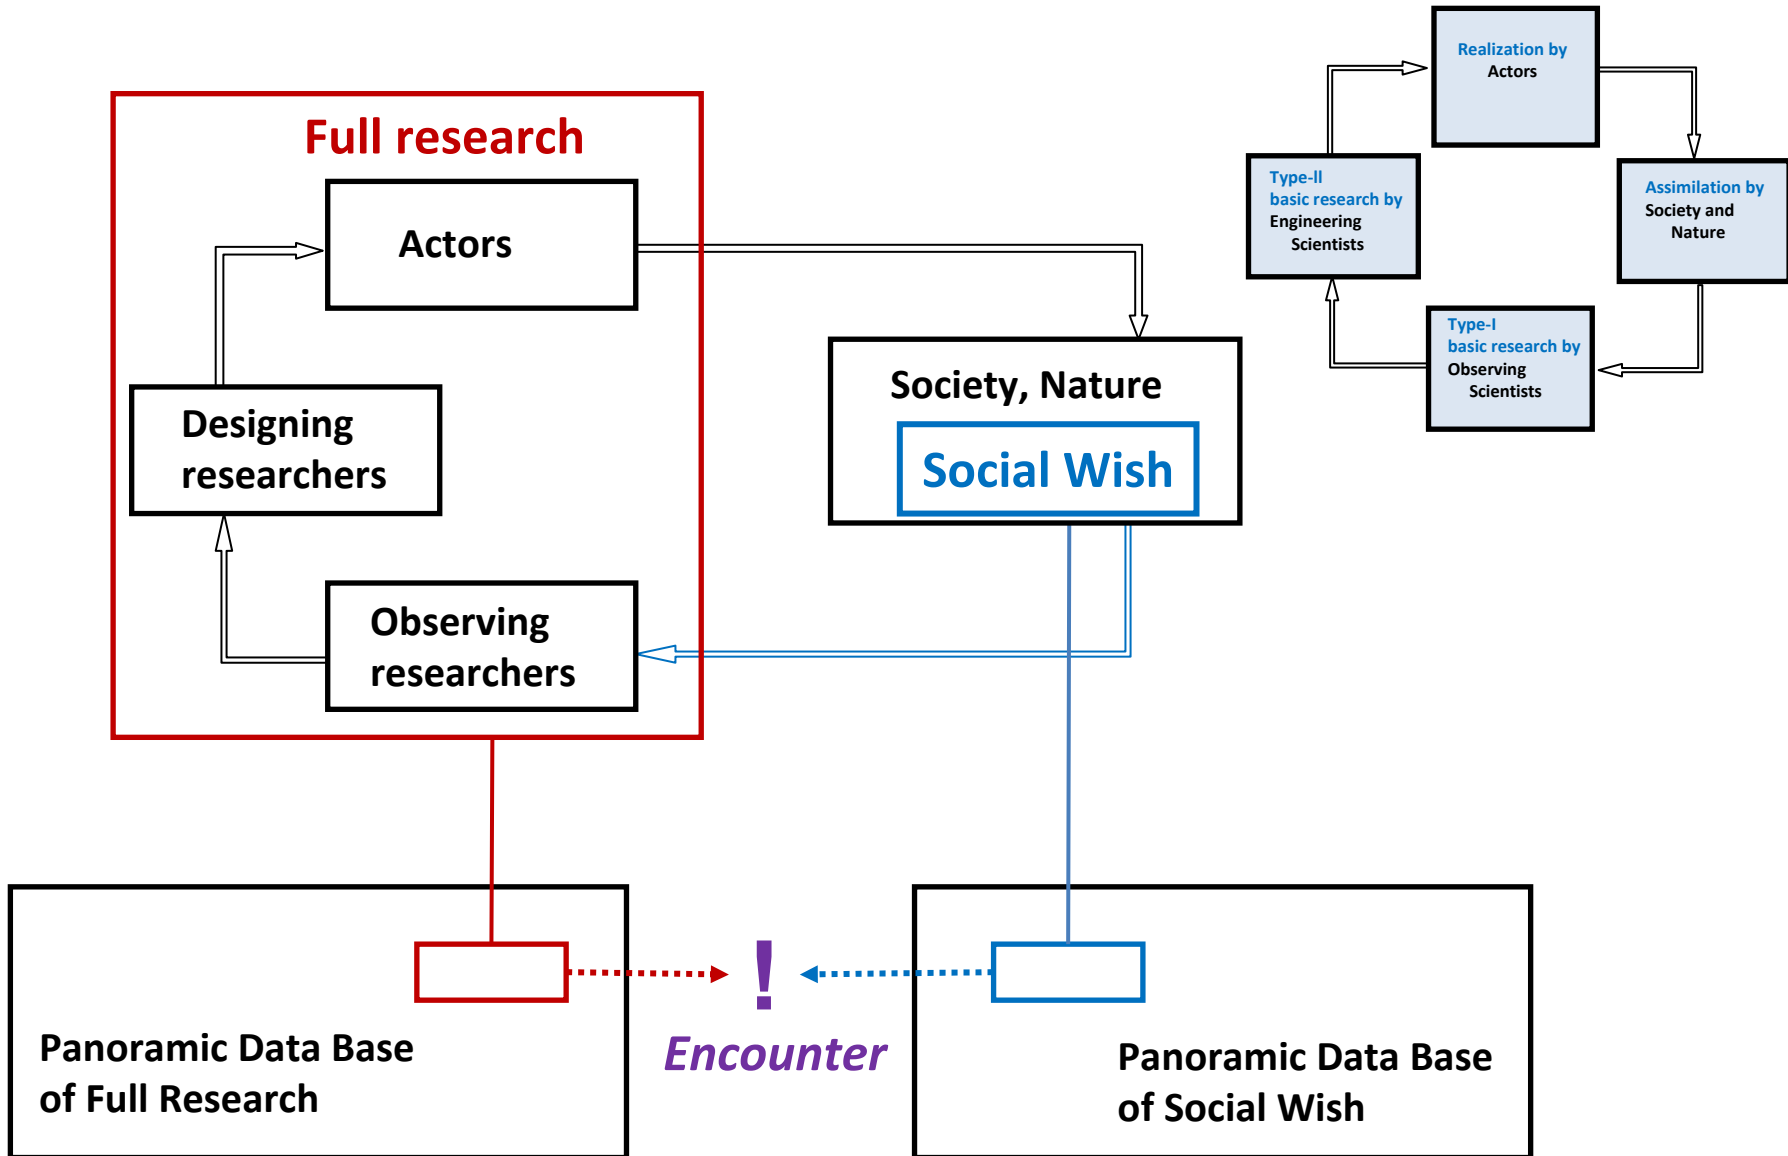 Full research
Actors
Designing
researchers
Observing
researchers
Society, Nature
Social Wish
Realization by
Actors
Type-II
basic research by
Engineering
Scientists
Assimilation by
Society and
Nature
Type-I
basic research by
Observing
Scientists
Panoramic Data Base
of Full Research
!
Encounter
Panoramic Data Base
of Social Wish